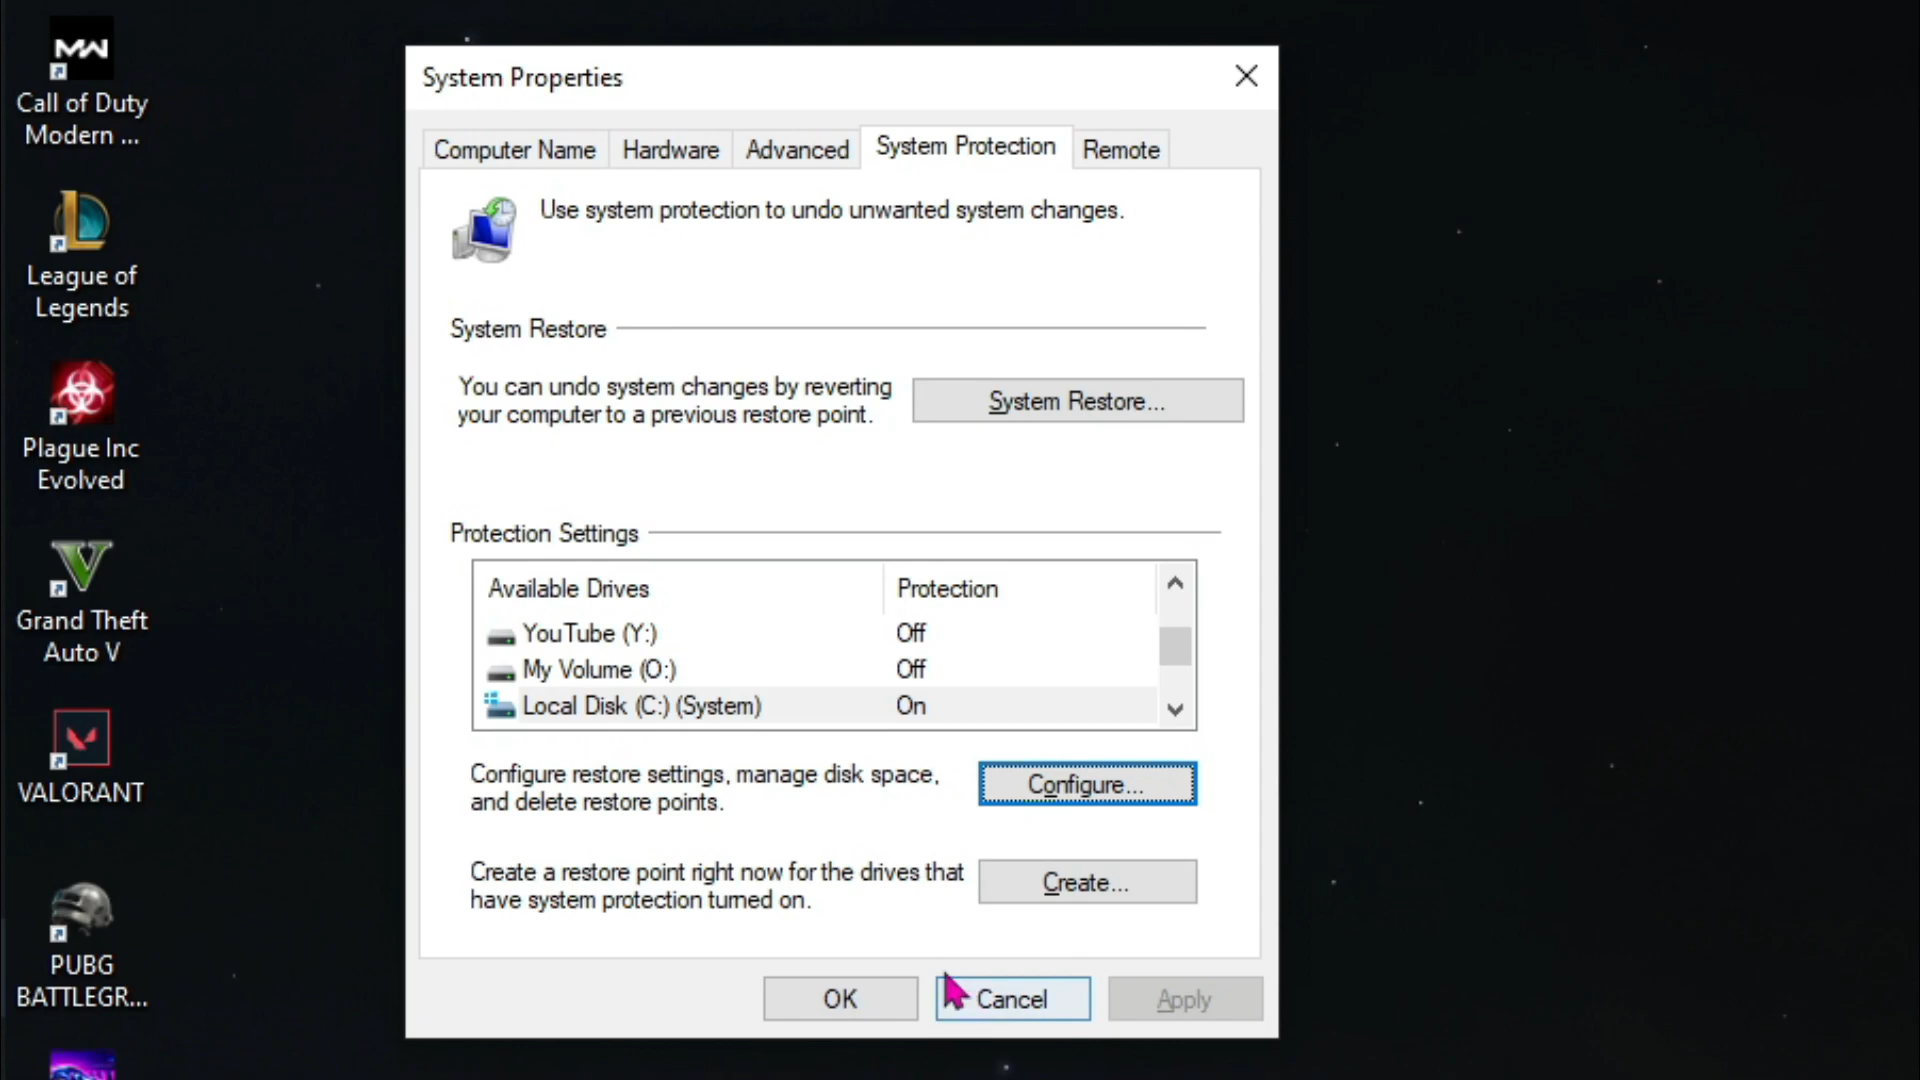 MW
Call of Duty
Modern ...
League of
Legends
Plague Inc
Evolved
Grand Theft
Auto V
VALORANT
PUBG
BATTLEGR...
System Properties
Computer Name
Hardware
Advanced
System Protection
Remote
Use system protection to undo unwanted system changes.
System Restore
You can undo system changes by reverting
your computer to a previous restore point.
System Restore...
Protection Settings
Available Drives
Protection
YouTube (Y:)
Off
My Volume (O:)
Off
Local Disk (C:) (System)
On
Configure restore settings, manage disk space,
and delete restore points.
Configure...
Create a restore point right now for the drives that
have system protection turned on.
Create...
OK
Cancel
Apply